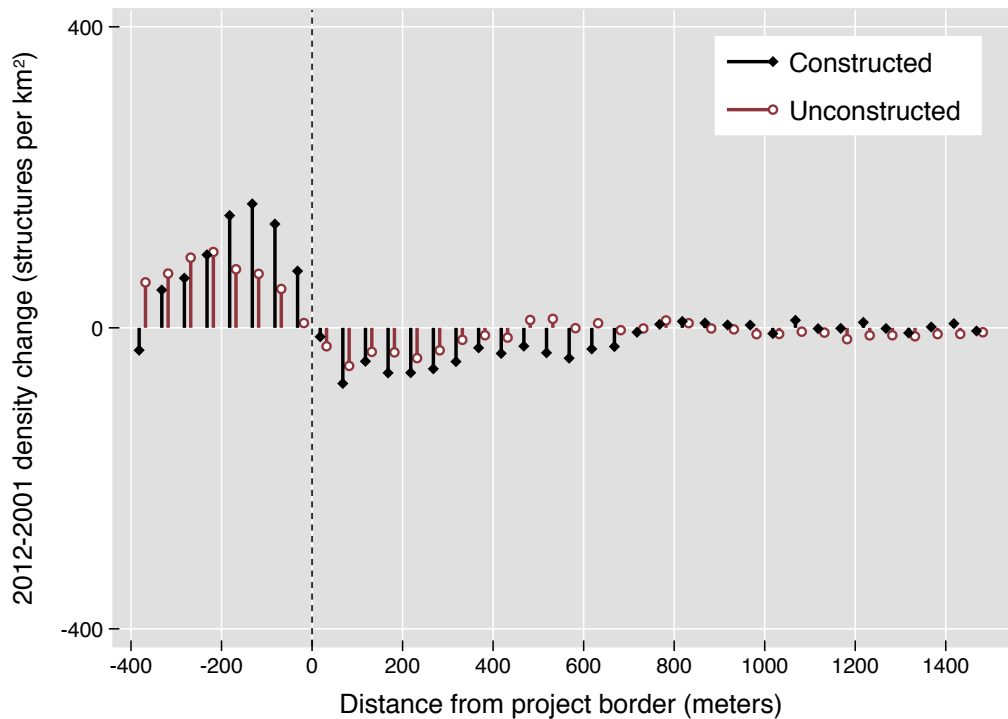 400
Constructed
Unconstructed
2012-2001 density change (structures per km²)
0
-400
-400 -200 0 200 400 600 800 1000 1200 1400
Distance from project border (meters)